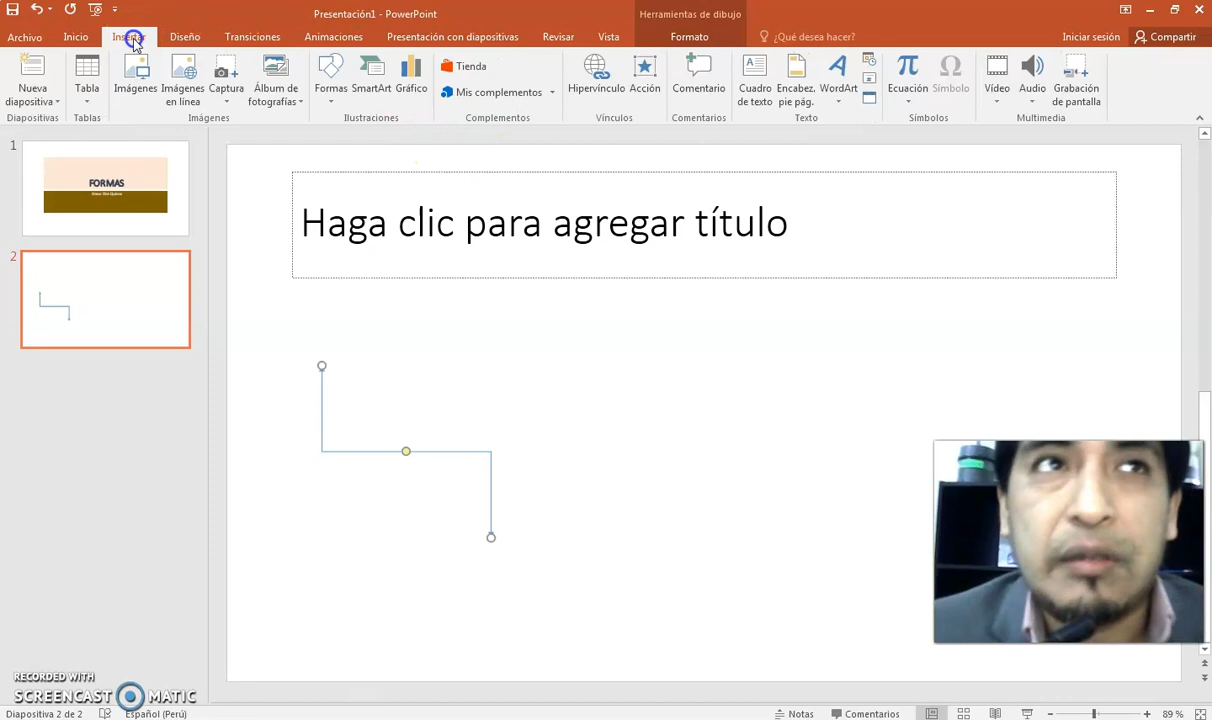 Presentación1 - PowerPoint
Herramientas de dibujo
Archivo Inicio Insertar Diseño Transiciones Animaciones Presentación con diapositivas Revisar Vista Formato ¿Qué desea hacer? Iniciar sesión Compartir
Nueva diapositiva
Tabla
Imágenes
Imágenes en línea
Captura
Álbum de fotografías
Formas
SmartArt
Gráfico
Tienda
Mis complementos
Hipervínculo
Acción
Comentario
Cuadro de texto
Encabez. pie pág.
WordArt
Ecuación
Símbolo
Vídeo
Audio
Grabación de pantalla
Diapositivas Tablas Imágenes Ilustraciones Complementos Vínculos Comentarios Texto Símbolos Multimedia
1
FORMAS
2
Haga clic para agregar título
RECORDED WITH
SCREENCAST MATIC
Diapositiva 2 de 2 Español (Perú) Notas Comentarios 89 %